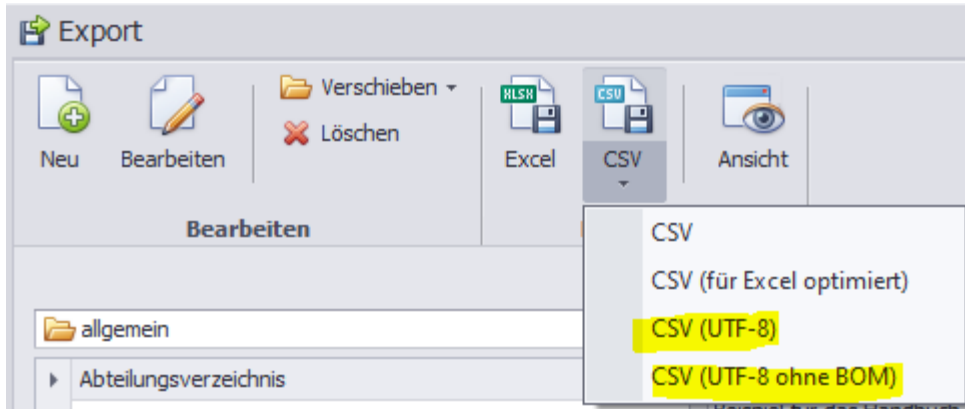 Export
Neu
Bearbeiten
Verschieben
Löschen
XLSX
Excel
CSV
CSV
Ansicht
Bearbeiten
CSV
CSV (für Excel optimiert)
CSV (UTF-8)
CSV (UTF-8 ohne BOM)
allgemein
Abteilungsverzeichnis